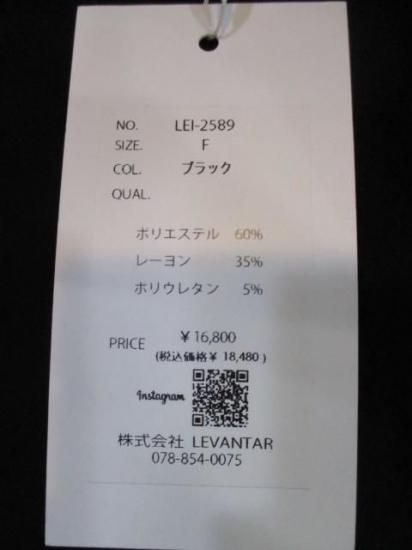 NO. LEI-2589
SIZE. F
COL. ブラック
QUAL.
ポリエステル 60%
レーヨン 35%
ポリウレタン 5%
PRICE ¥16,800
(税込価格¥ 18,480)
Instagram
株式会社 LEVANTAR
078-854-0075